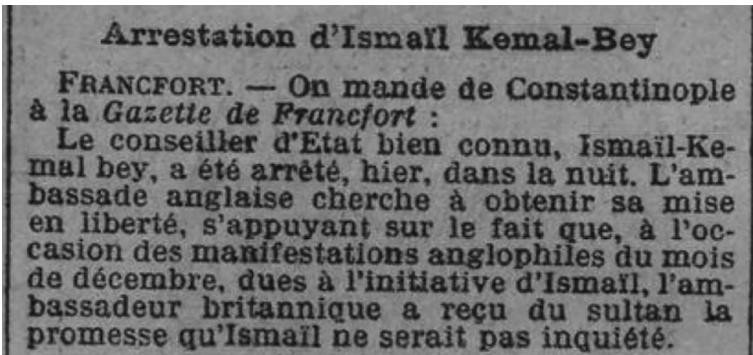 Arrestation d'Ismaïl Kemal-Bey
FRANCFORT. — On mande de Constantinople
à la Gazette de Francfort :
Le conseiller d'Etat bien connu, Ismaïl-Ke-
mal bey, a été arrêté, hier, dans la nuit. L'am-
bassade anglaise cherche à obtenir sa mise
en liberté, s'appuyant sur le fait que, à l'oc-
casion des manifestations anglophiles du mois
de décembre, dues à l'initiative d'Ismaïl, l'am-
bassadeur britannique a reçu du sultan la
promesse qu'Ismaïl ne serait pas inquiété.